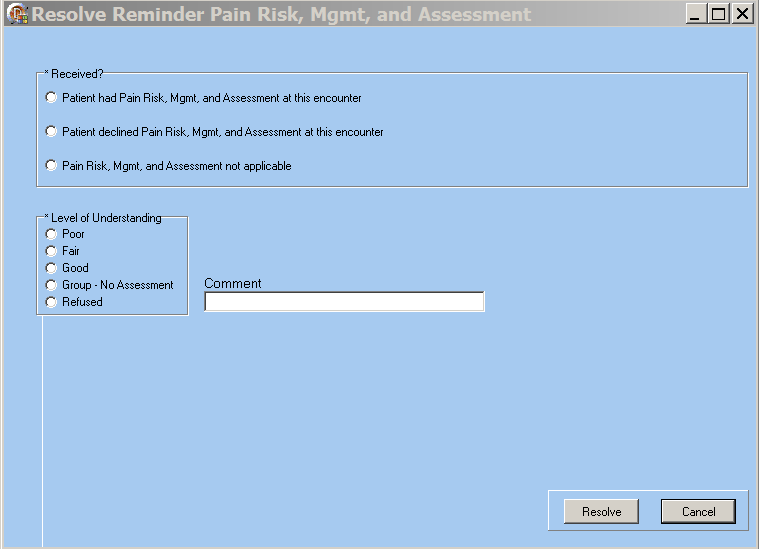 Resolve Reminder Pain Risk, Mgmt, and Assessment
* Received?
Patient had Pain Risk, Mgmt, and Assessment at this encounter
Patient declined Pain Risk, Mgmt, and Assessment at this encounter
Pain Risk, Mgmt, and Assessment not applicable
* Level of Understanding
Poor
Fair
Good
Group - No Assessment
Refused
Comment
Resolve
Cancel